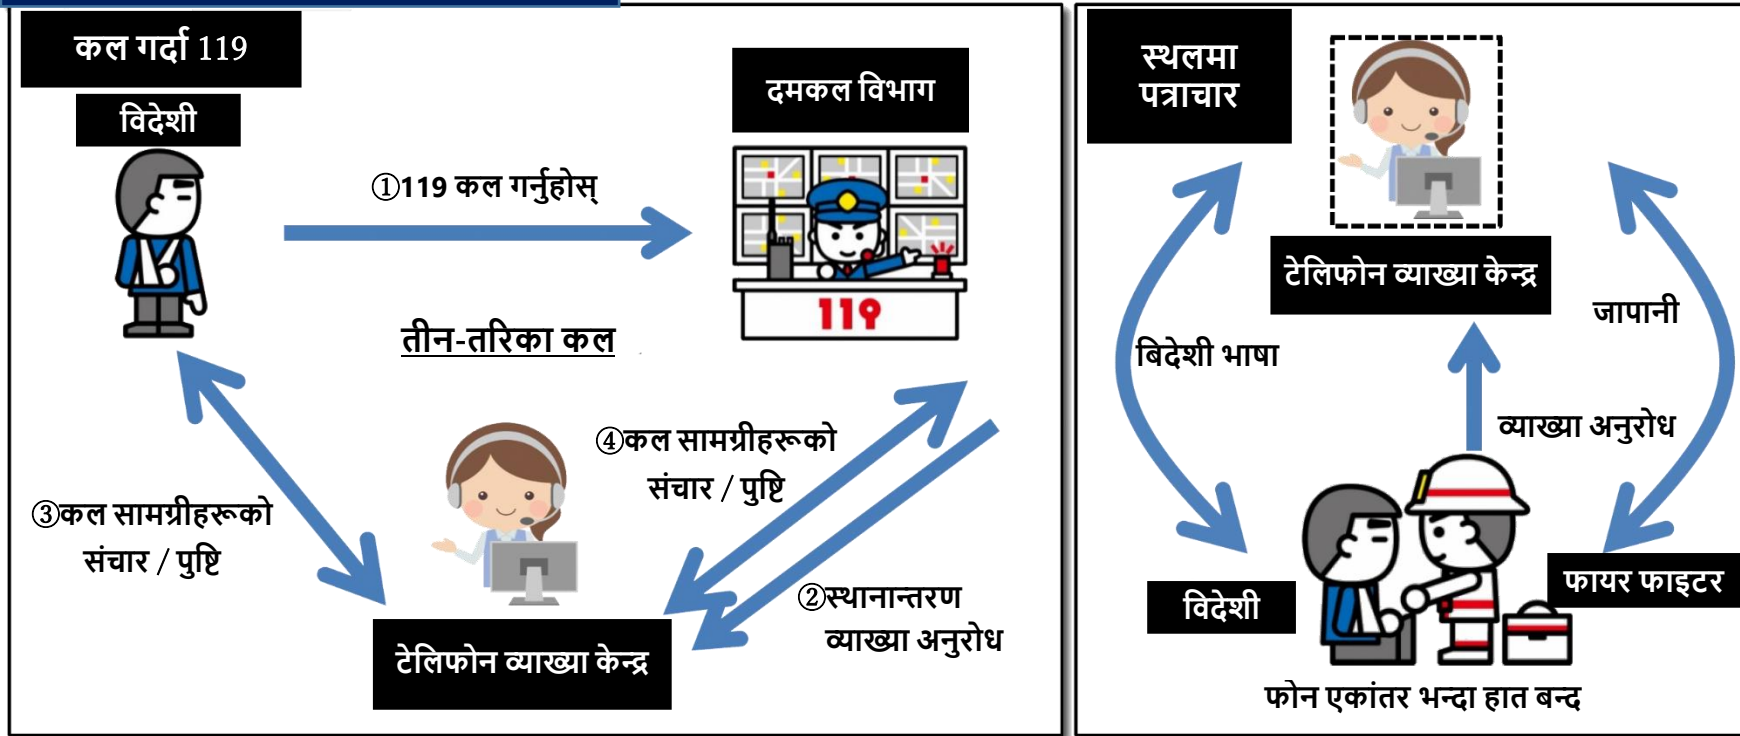 कल गर्दा 119
विदेशी
दमकल विभाग
①119 कल गर्नुहोस्
119
तीन-तरिका कल
④कल सामग्रीहरूको
संचार / पुष्टि
③कल सामग्रीहरूको
संचार / पुष्टि
②स्थानान्तरण
व्याख्या अनुरोध
टेलिफोन व्याख्या केन्द्र
स्थलमा
पत्राचार
टेलिफोन व्याख्या केन्द्र
जापानी
बिदेशी भाषा
व्याख्या अनुरोध
विदेशी
फायर फाइटर
फोन एकांतर भन्दा हात बन्द